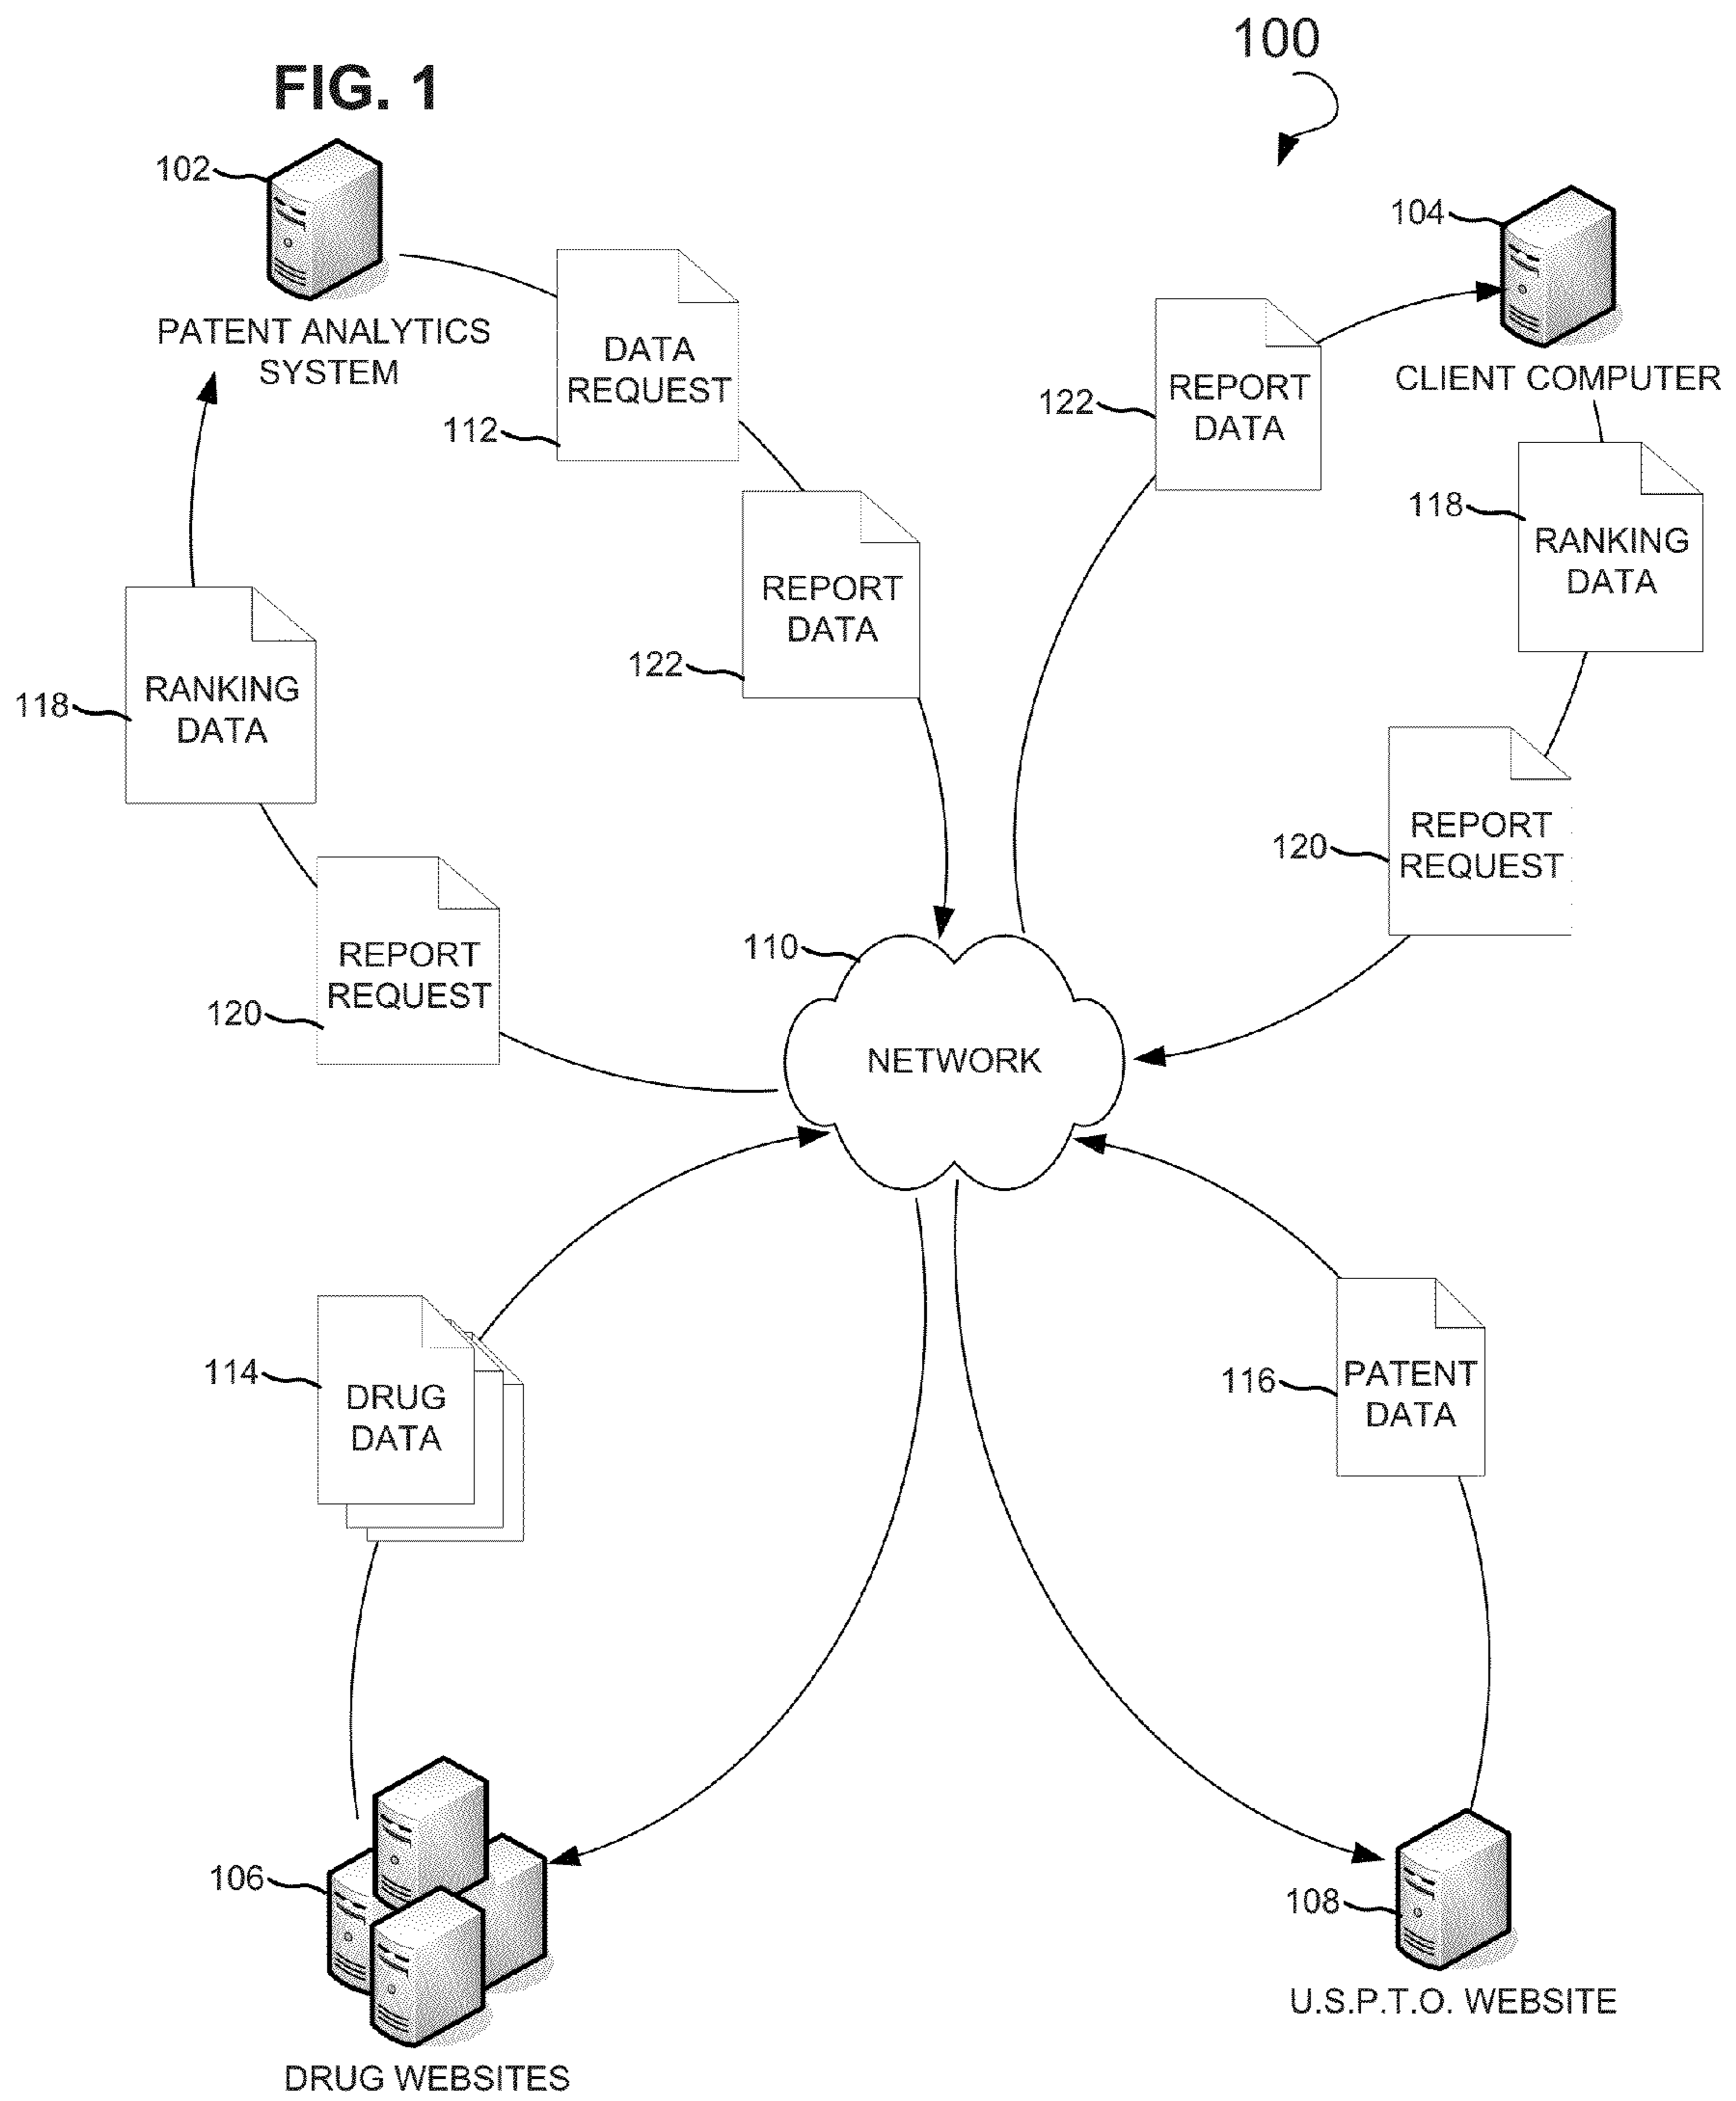 100
FIG. 1
102
PATENT ANALYTICS
SYSTEM
104
CLIENT COMPUTER
DATA
REQUEST
112
REPORT
DATA
122
REPORT
DATA
122
RANKING
DATA
118
RANKING
DATA
118
REPORT
REQUEST
120
REPORT
REQUEST
120
110
NETWORK
114
DRUG
DATA
116
PATENT
DATA
106
DRUG WEBSITES
108
U.S.P.T.O. WEBSITE